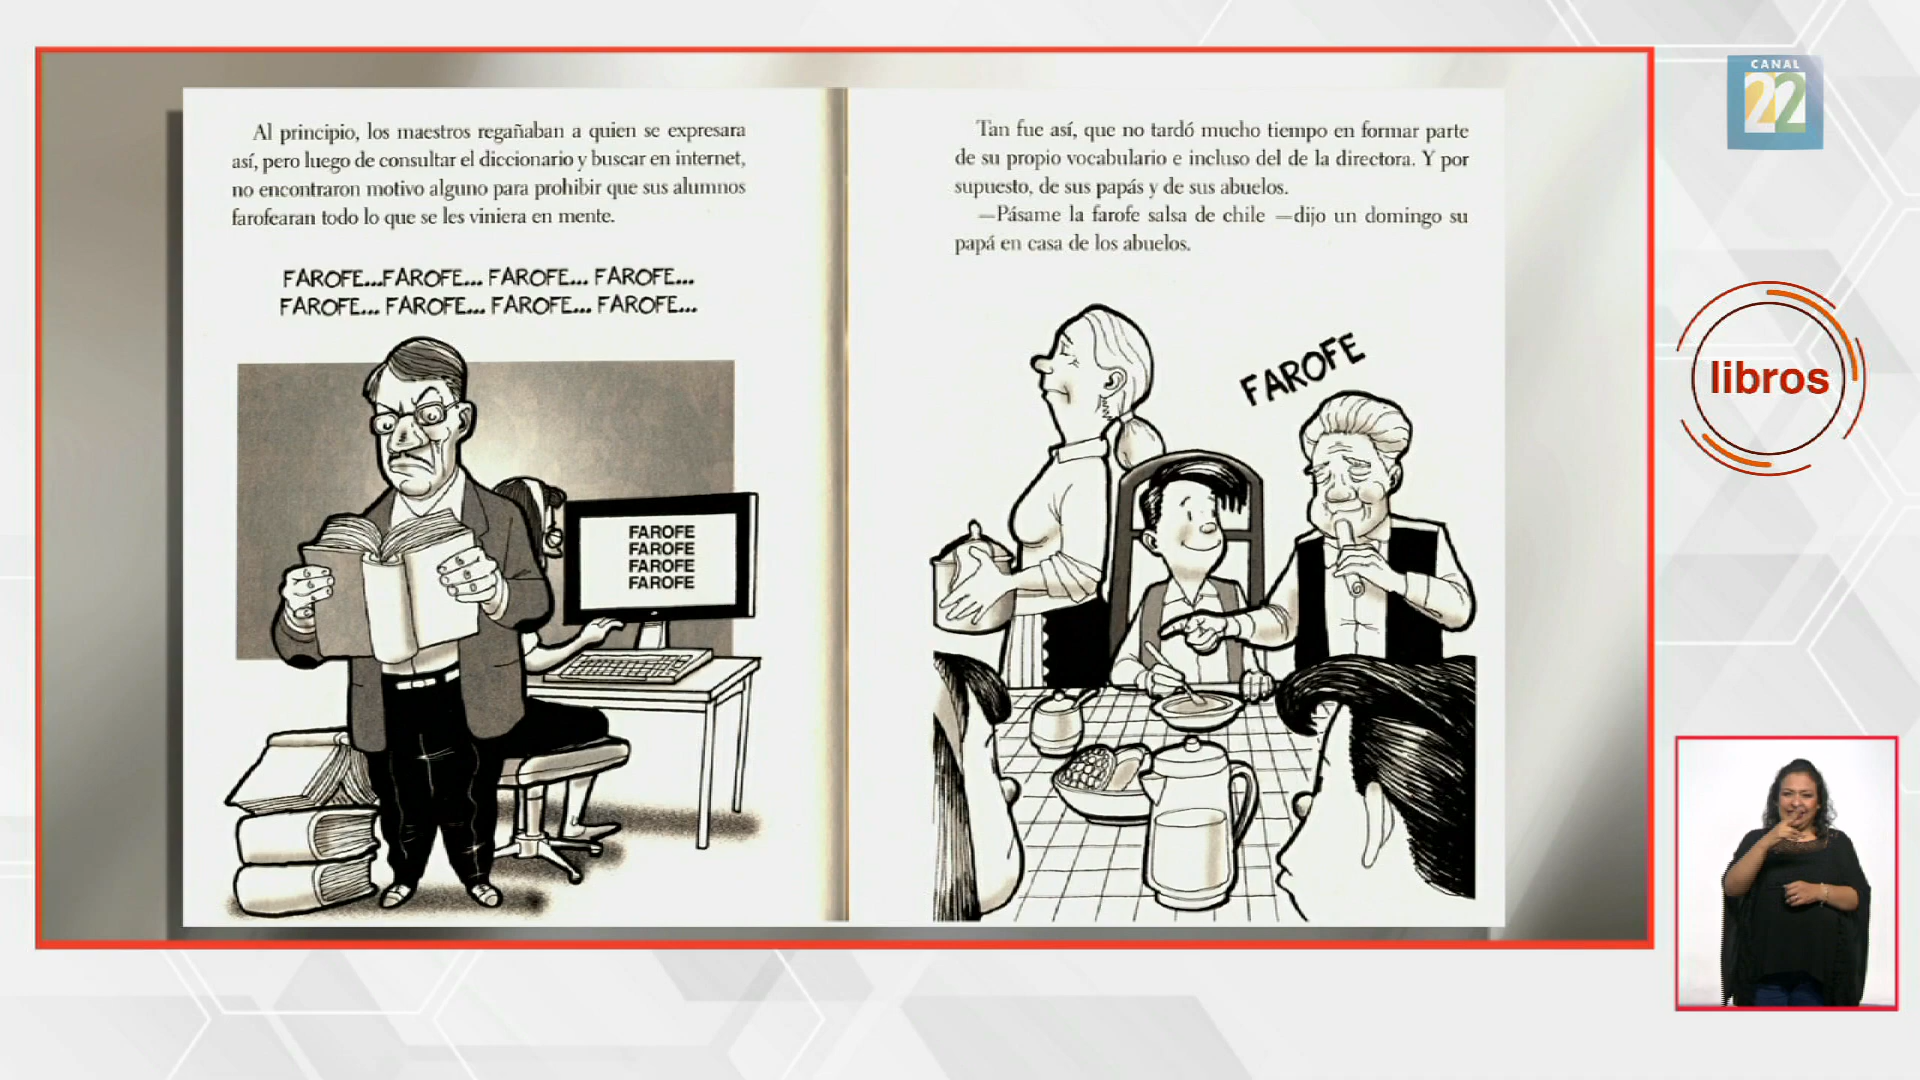 Al principio, los maestros regañaban a quien se expresara
así, pero luego de consultar el diccionario y buscar en internet,
no encontraron motivo alguno para prohibir que sus alumnos
farofearan todo lo que se les viniera en mente.
FAROFE...FAROFE... FAROFE... FAROFE...
FAROFE... FAROFE... FAROFE... FAROFE...
FAROFE
FAROFE
FAROFE
FAROFE
Tan fue así, que no tardó mucho tiempo en formar parte
de su propio vocabulario e incluso del de la directora. Y por
supuesto, de sus papás y de sus abuelos.
—Pásame la farofe salsa de chile —dijo un domingo su
papá en casa de los abuelos.
FAROFE
CANAL
22
libros